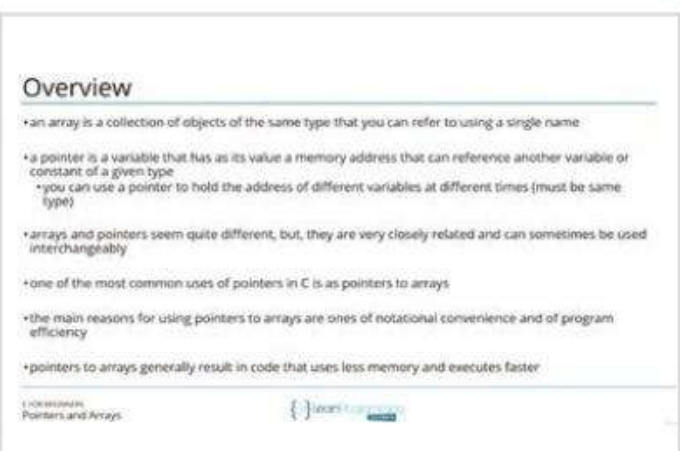 Overview
•an array is a collection of objects of the same type that you can refer to using a single name
•a pointer is a variable that has as its value a memory address that can reference another variable or
constant of a given type
•you can use a pointer to hold the address of different variables at different times (must be same
type)
•arrays and pointers seem quite different, but, they are very closely related and can sometimes be used
interchangeably
•one of the most common uses of pointers in C is as pointers to arrays
•the main reasons for using pointers to arrays are ones of notational convenience and of program
efficiency
•pointers to arrays generally result in code that uses less memory and executes faster
C FOR BEGINNERS
Pointers and Arrays
{ } learn